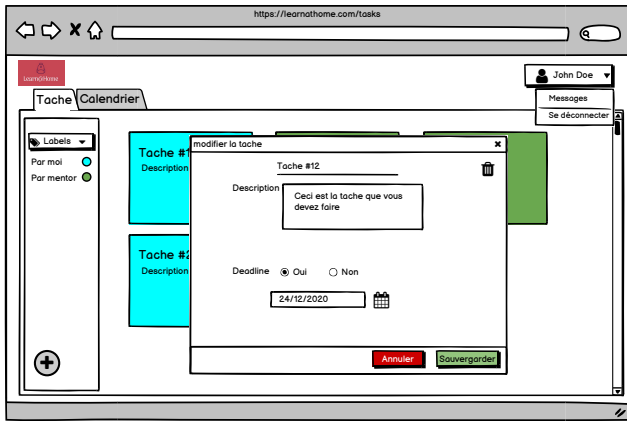 https://learnathome.com/tasks
LearnatHome
John Doe
Messages
Se déconnecter
Tache
Calendrier
Labels
Par moi
Par mentor
Tache #1
Description
Tache #2
Description
modifier la tache
Tache #12
Description
Ceci est la tache que vous
devez faire
Deadline
Oui
Non
24/12/2020
Annuler
Sauvergarder